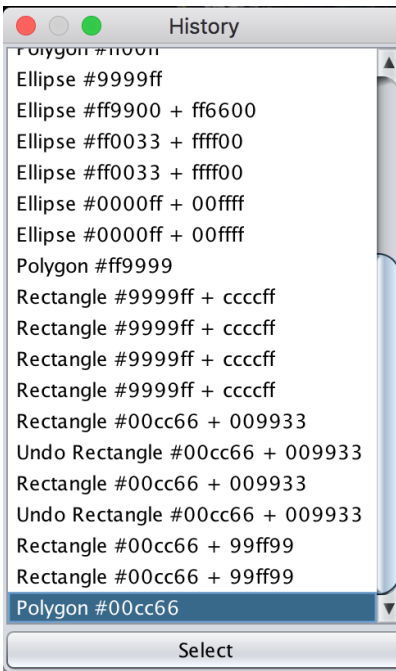 History
Polygon #ff00ff
Ellipse #9999ff
Ellipse #ff9900 + ff6600
Ellipse #ff0033 + ffff00
Ellipse #ff0033 + ffff00
Ellipse #0000ff + 00ffff
Ellipse #0000ff + 00ffff
Polygon #ff9999
Rectangle #9999ff + ccccff
Rectangle #9999ff + ccccff
Rectangle #9999ff + ccccff
Rectangle #9999ff + ccccff
Rectangle #00cc66 + 009933
Undo Rectangle #00cc66 + 009933
Rectangle #00cc66 + 009933
Undo Rectangle #00cc66 + 009933
Rectangle #00cc66 + 99ff99
Rectangle #00cc66 + 99ff99
Polygon #00cc66
Select